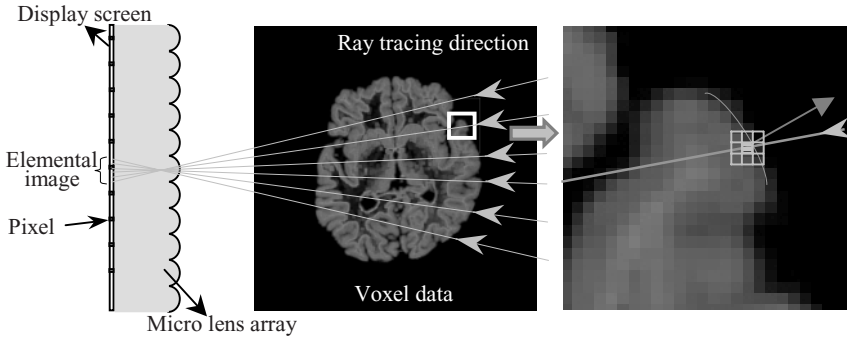 Display screen
Ray tracing direction
Elemental
image
Pixel
Voxel data
Micro lens array